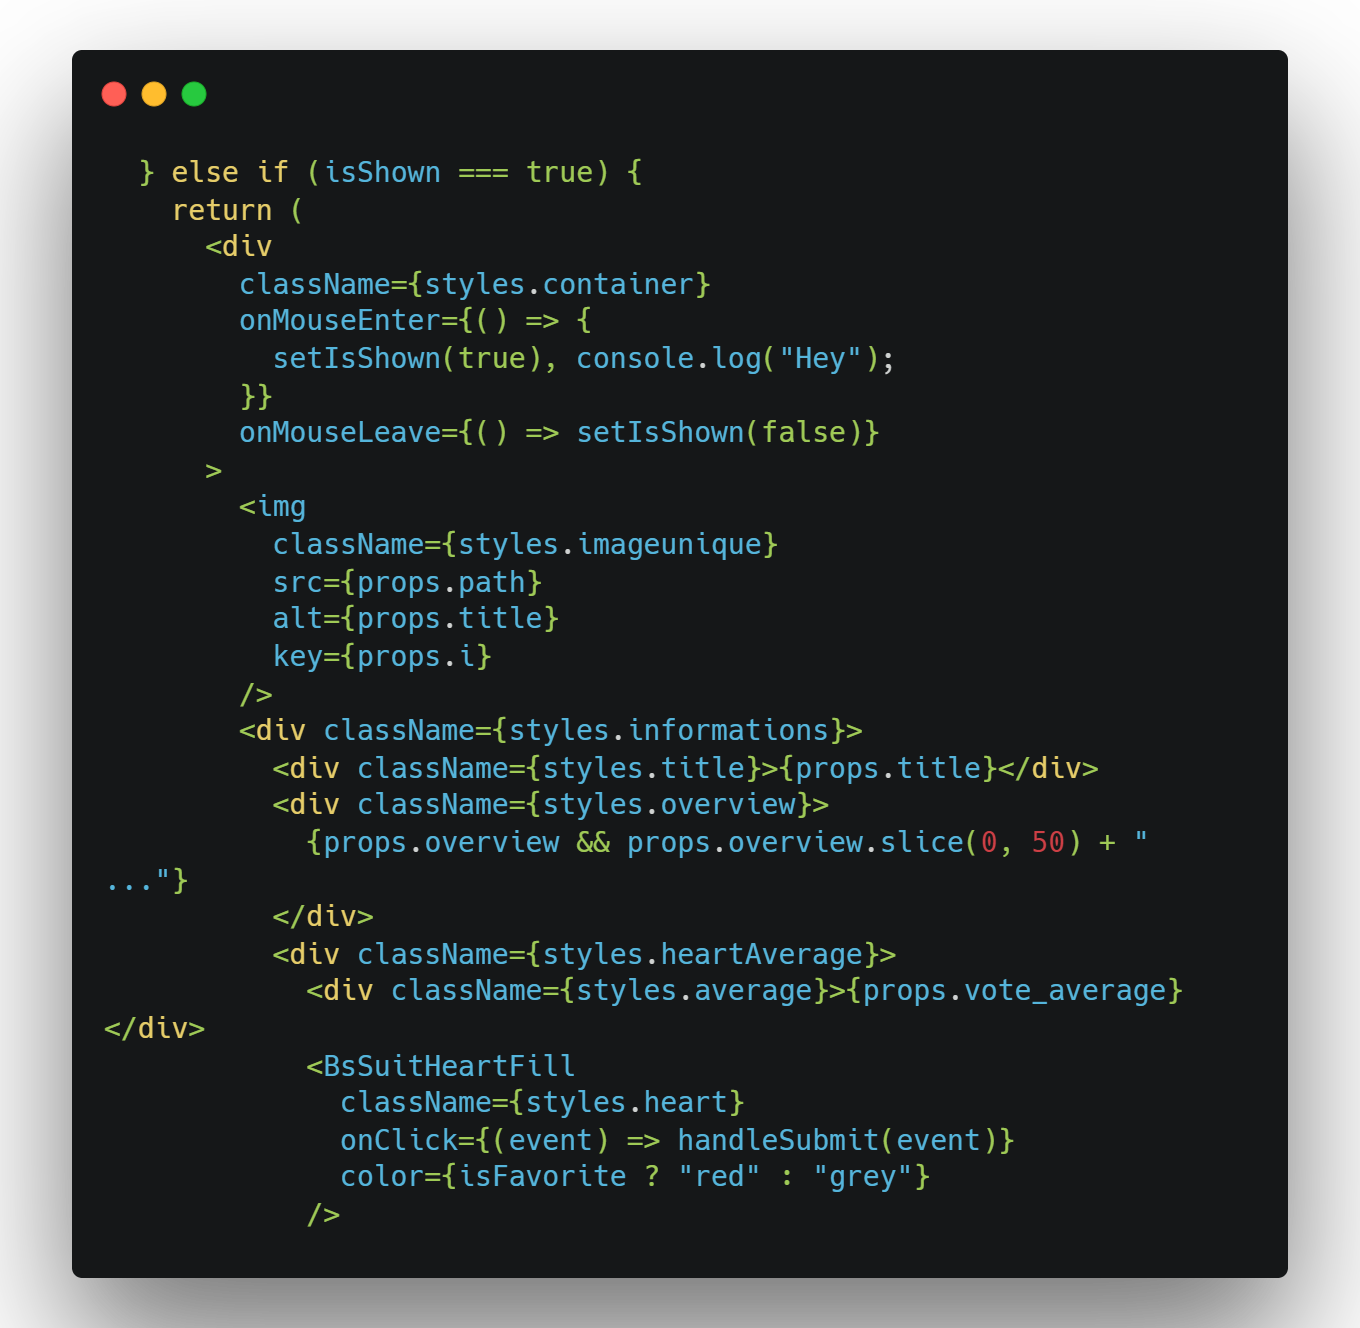 } else if (isShown === true) {
    return (
      <div
        className={styles.container}
        onMouseEnter={() => {
          setIsShown(true), console.log("Hey");
        }}
        onMouseLeave={() => setIsShown(false)}
      >
        <img
          className={styles.imageunique}
          src={props.path}
          alt={props.title}
          key={props.i}
        />
        <div className={styles.informations}>
          <div className={styles.title}>{props.title}</div>
          <div className={styles.overview}>
            {props.overview && props.overview.slice(0, 50) + "
..."}
          </div>
          <div className={styles.heartAverage}>
            <div className={styles.average}>{props.vote_average}
</div>
            <BsSuitHeartFill
              className={styles.heart}
              onClick={(event) => handleSubmit(event)}
              color={isFavorite ? "red" : "grey"}
            />